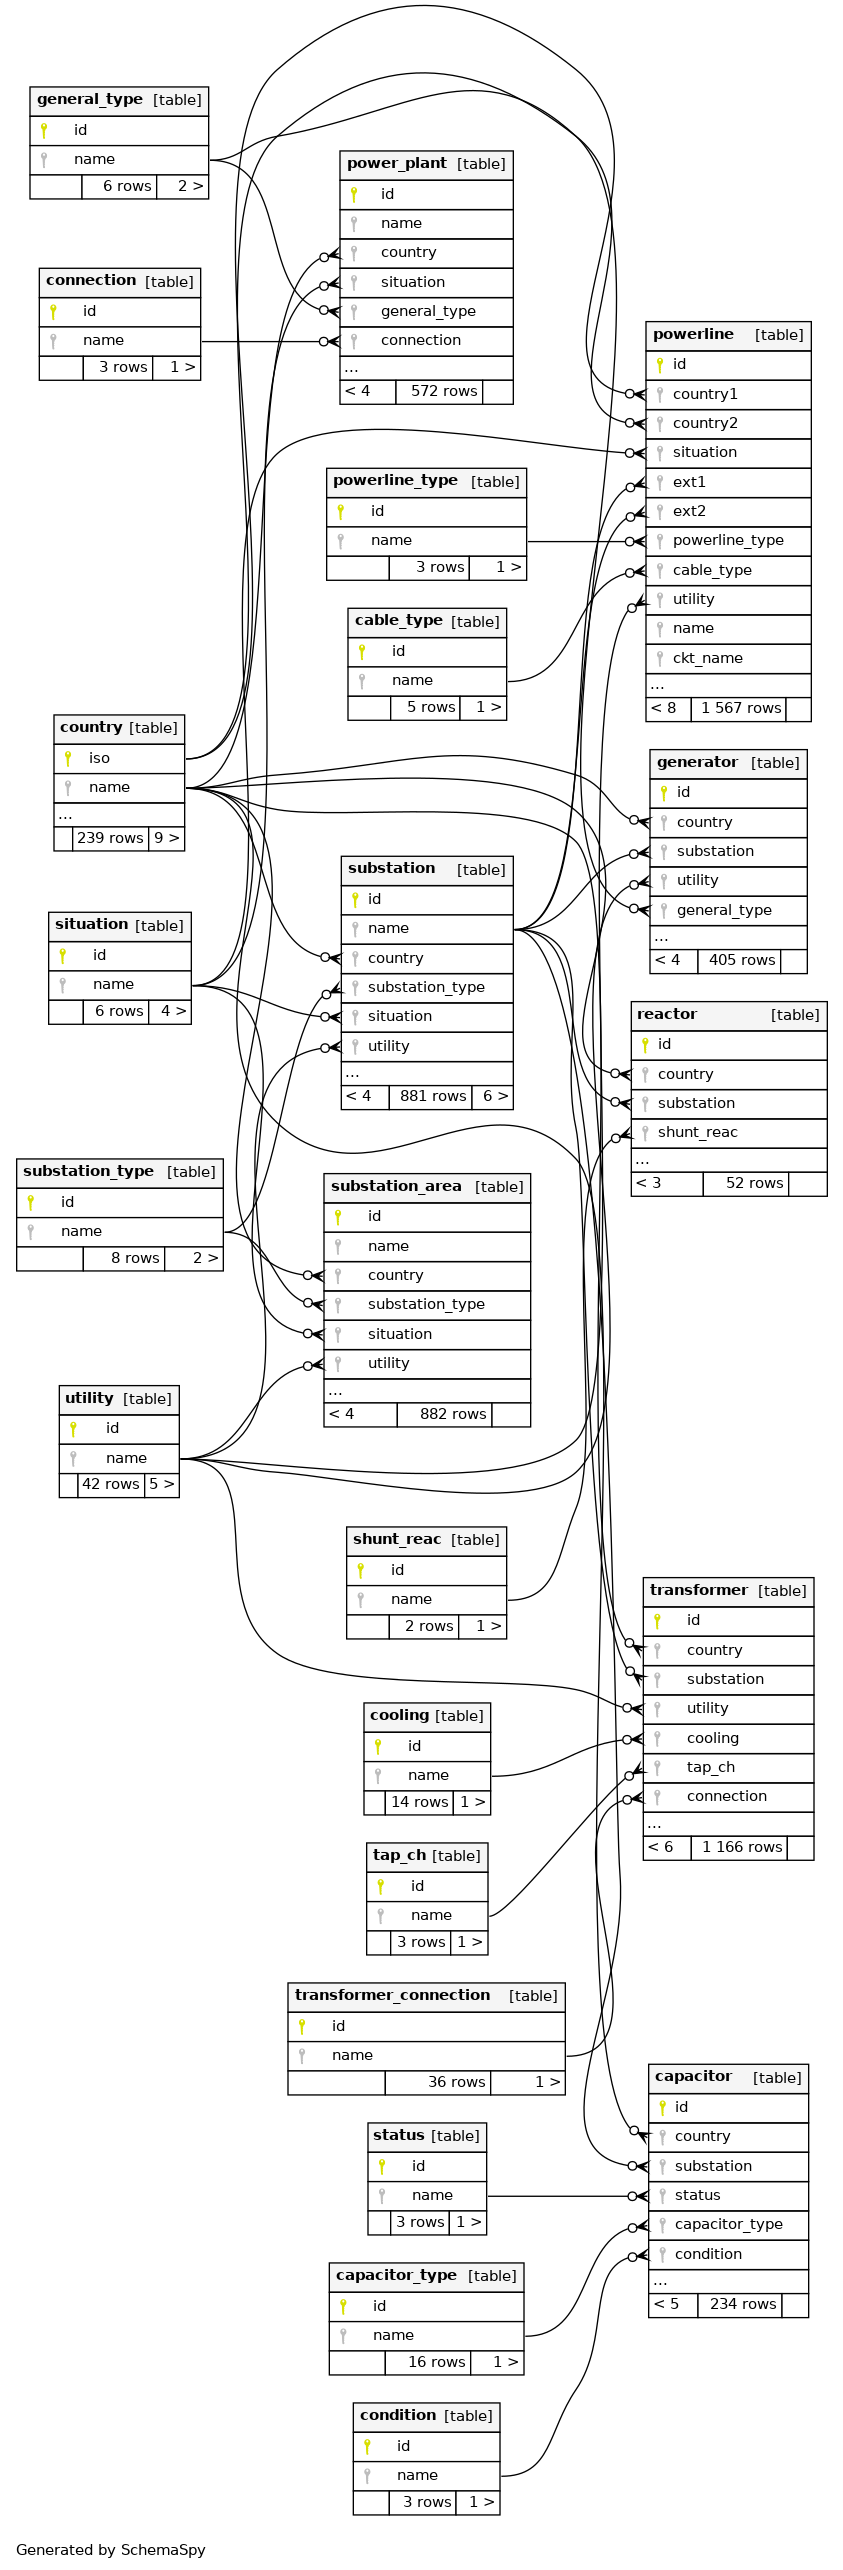 general_type [table]
id
name
6 rows 2 >
power_plant [table]
id
name
country
situation
general_type
connection
...
< 4 572 rows
connection [table]
id
name
3 rows 1 >
powerline [table]
id
country1
country2
situation
ext1
ext2
powerline_type
cable_type
utility
name
ckt_name
...
< 8 1 567 rows
powerline_type [table]
id
name
3 rows 1 >
cable_type [table]
id
name
5 rows 1 >
country [table]
iso
name
...
239 rows 9 >
generator [table]
id
country
substation
utility
general_type
...
< 4 405 rows
substation [table]
id
name
country
substation_type
situation
utility
...
< 4 881 rows 6 >
situation [table]
id
name
6 rows 4 >
reactor [table]
id
country
substation
shunt_reac
...
< 3 52 rows
substation_type [table]
id
name
8 rows 2 >
substation_area [table]
id
name
country
substation_type
situation
utility
...
< 4 882 rows
utility [table]
id
name
42 rows 5 >
shunt_reac [table]
id
name
2 rows 1 >
transformer [table]
id
country
substation
utility
cooling
tap_ch
connection
...
< 6 1 166 rows
cooling [table]
id
name
14 rows 1 >
tap_ch [table]
id
name
3 rows 1 >
transformer_connection [table]
id
name
36 rows 1 >
capacitor [table]
id
country
substation
status
capacitor_type
condition
...
< 5 234 rows
status [table]
id
name
3 rows 1 >
capacitor_type [table]
id
name
16 rows 1 >
condition [table]
id
name
3 rows 1 >
Generated by SchemaSpy